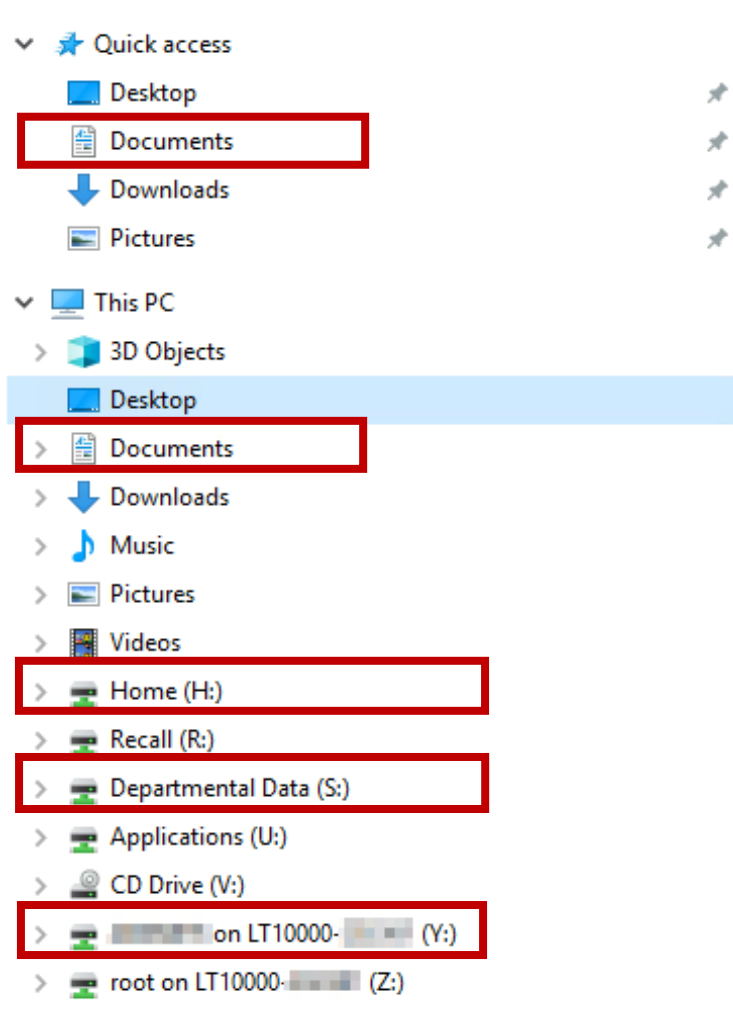 Quick access
Desktop
Documents
Downloads
Pictures
This PC
3D Objects
Desktop
Documents
Downloads
Music
Pictures
Videos
Home (H:)
Recall (R:)
Departmental Data (S:)
Applications (U:)
CD Drive (V:)
on LT10000- (Y:)
root on LT10000- (Z:)